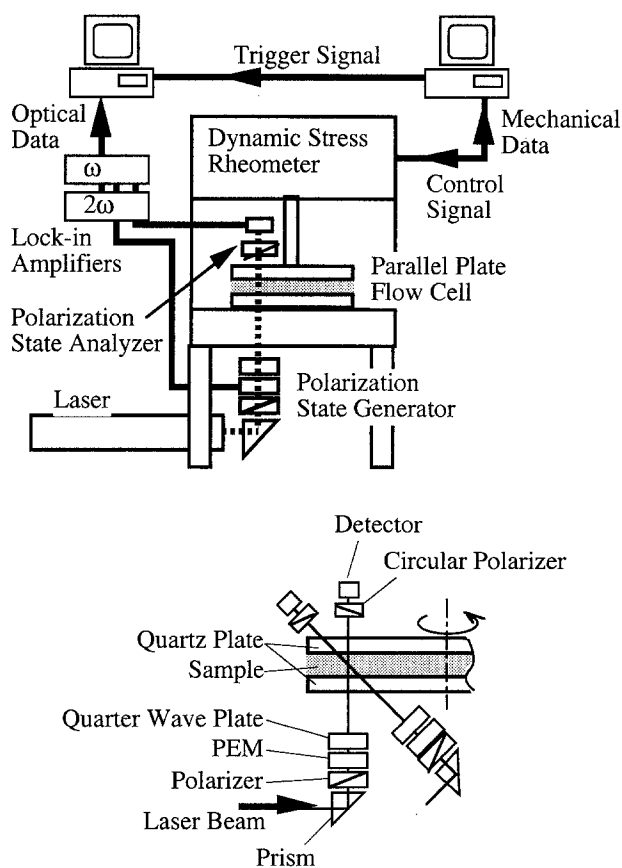 Trigger Signal
Optical
Data
Mechanical
Data
Dynamic Stress
Rheometer
Control
Signal
ω
2ω
Lock-in
Amplifiers
Parallel Plate
Flow Cell
Polarization
State Analyzer
Polarization
State Generator
Laser
Detector
Circular Polarizer
Quartz Plate
Sample
Quarter Wave Plate
PEM
Polarizer
Laser Beam
Prism